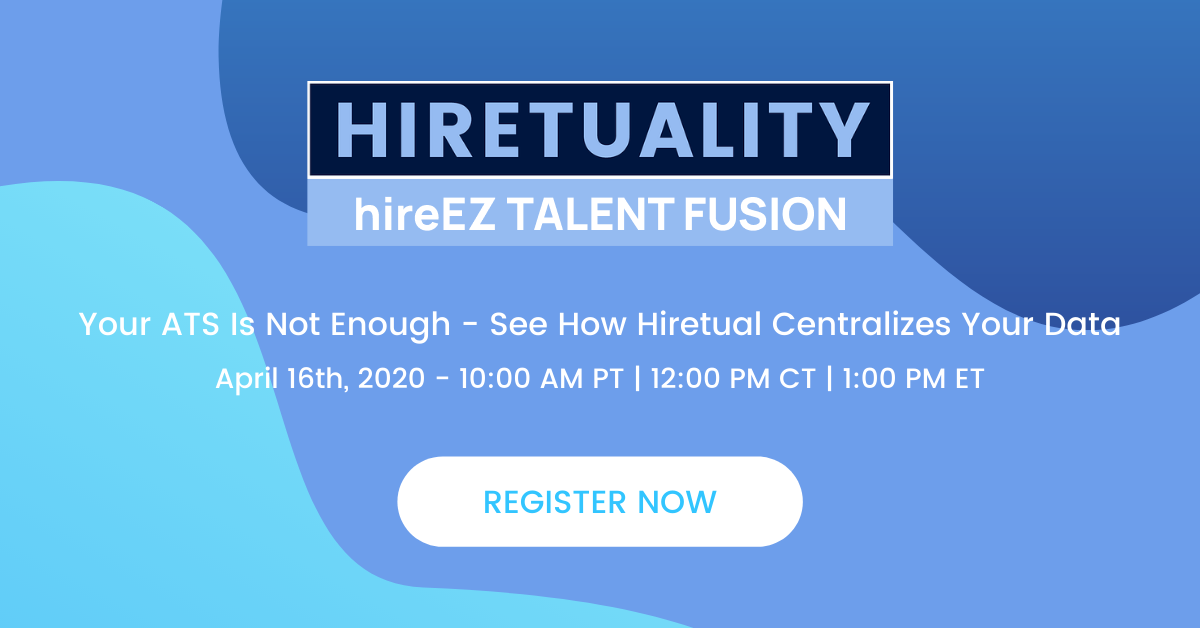 HIRETUALITY
hireEZ TALENT FUSION
Your ATS Is Not Enough - See How Hiretual Centralizes Your Data
April 16th, 2020 - 10:00 AM PT | 12:00 PM CT | 1:00 PM ET
REGISTER NOW